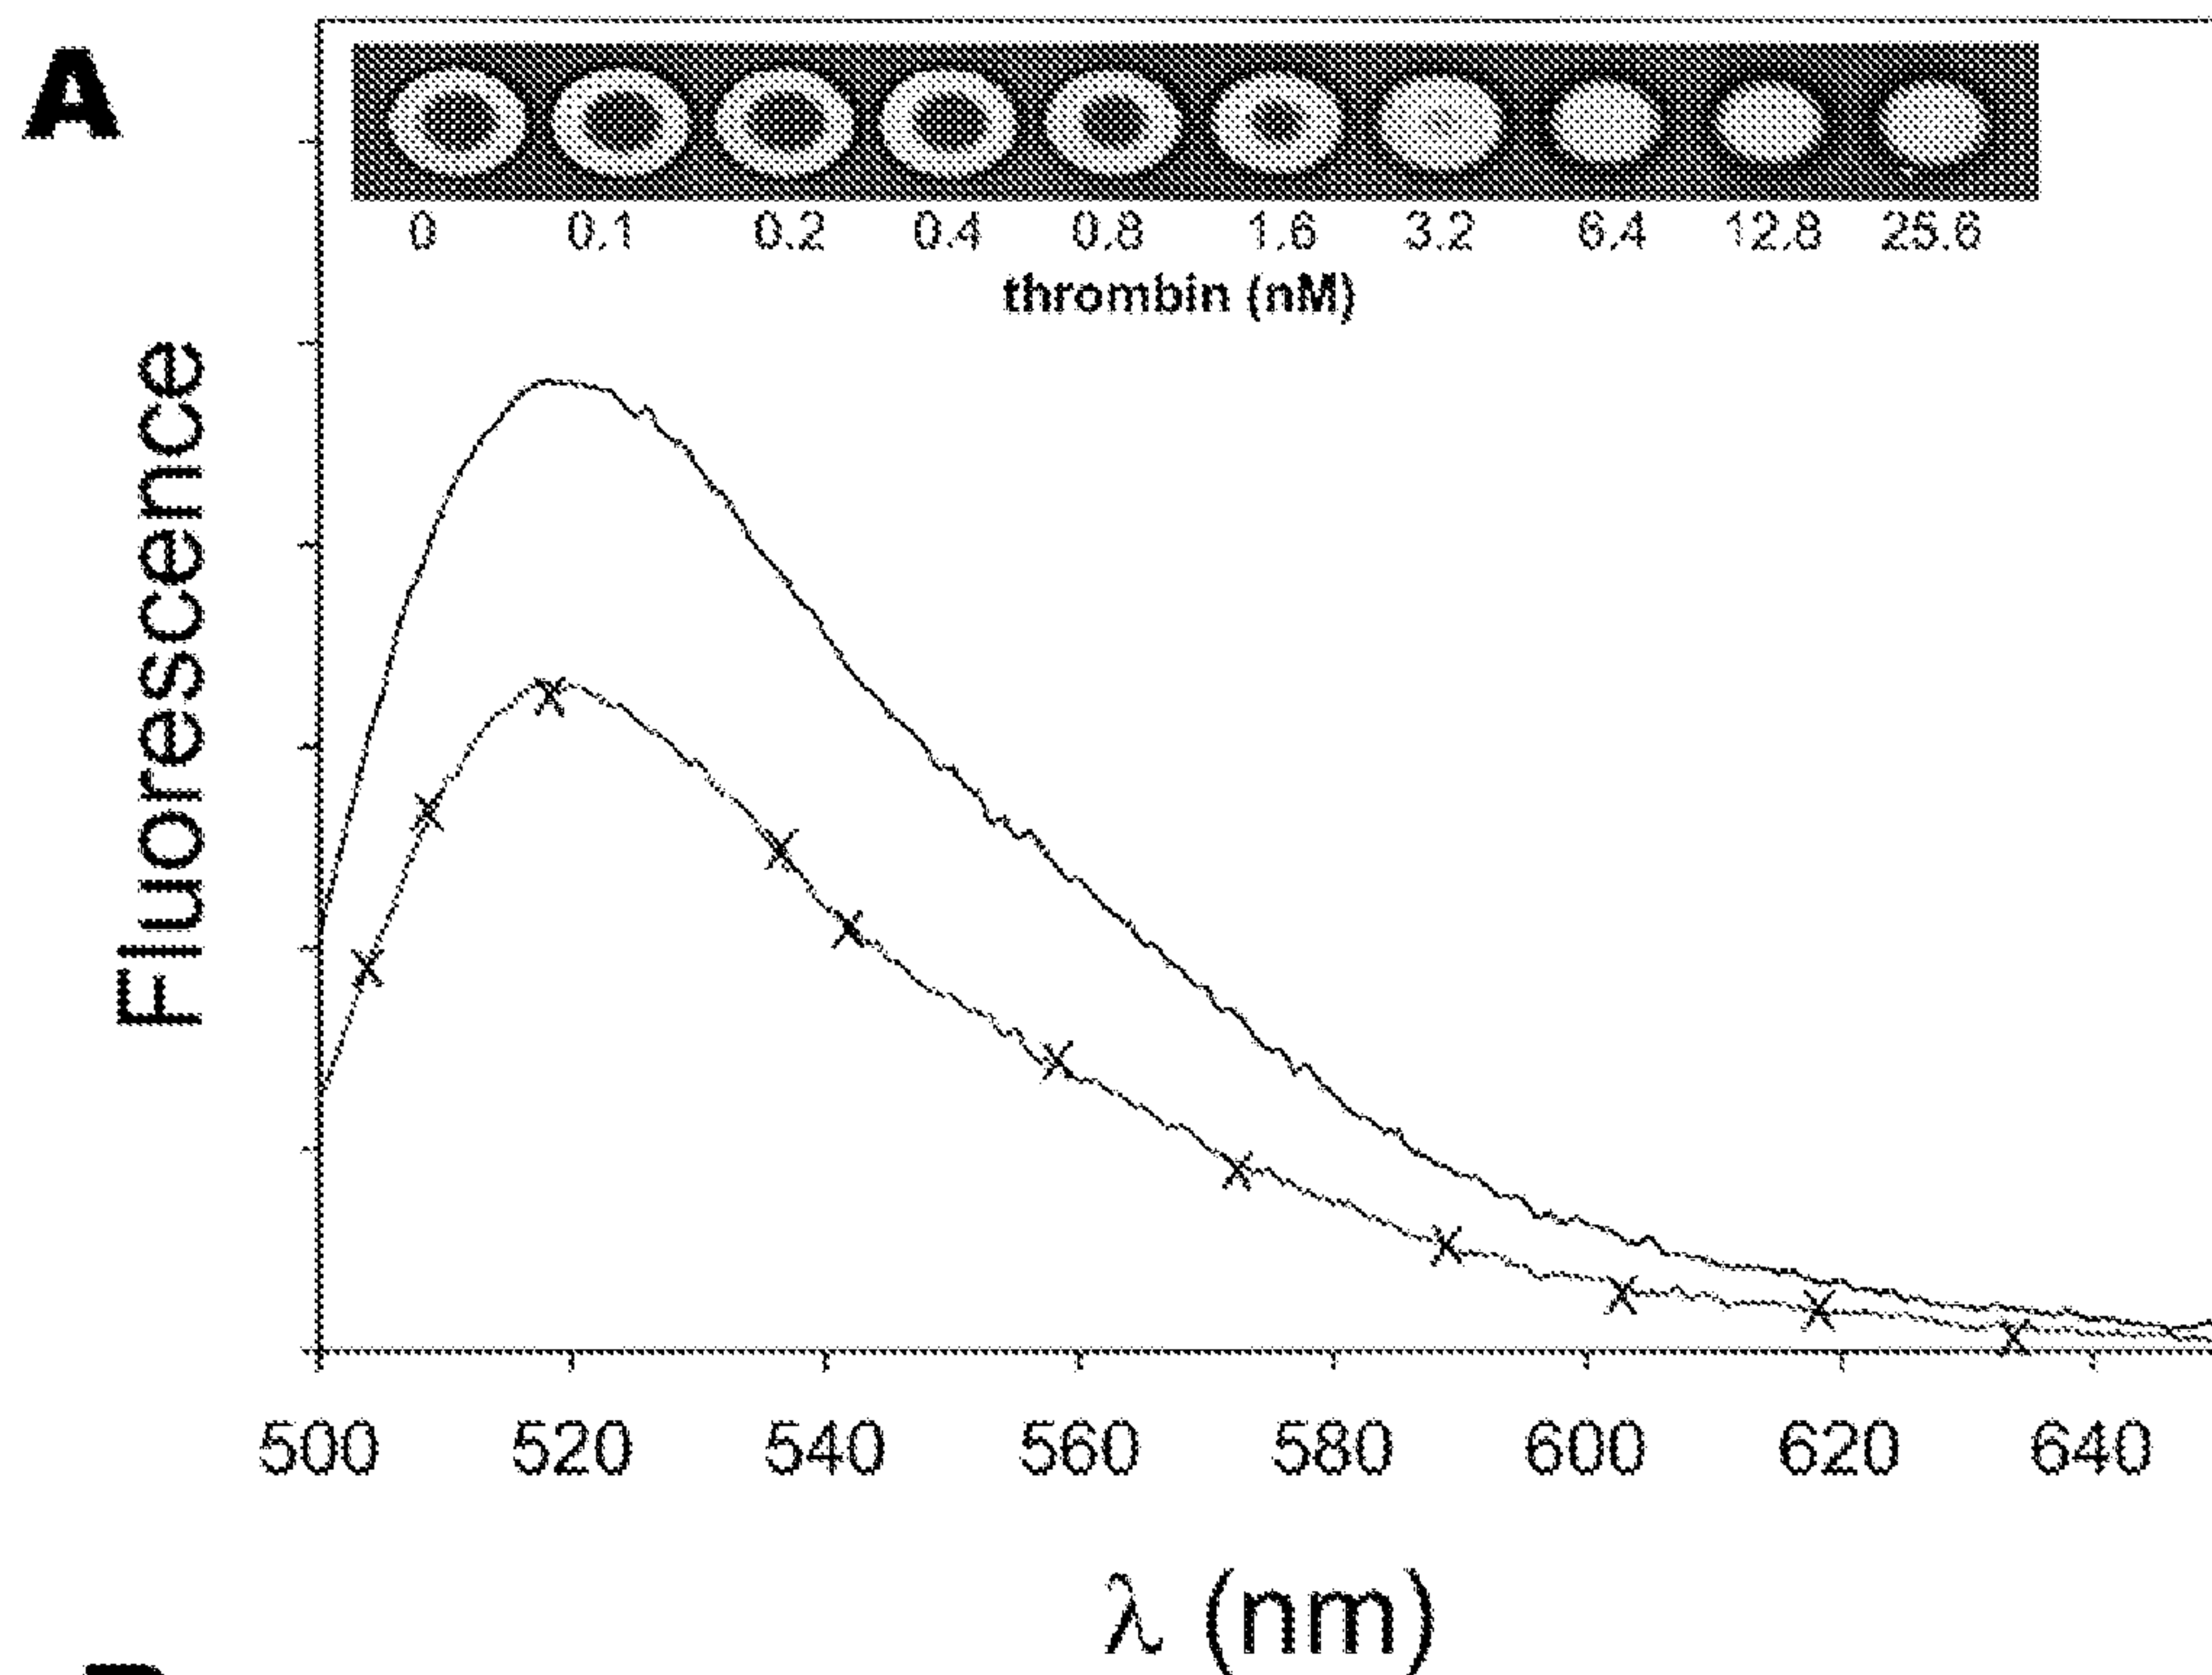 A
0 0.1 0.2 0.4 0.8 1.6 3.2 6.4 12.8 25.6
thrombin (nM)
Fluorescence
500 520 540 560 580 600 620 640
λ (nm)